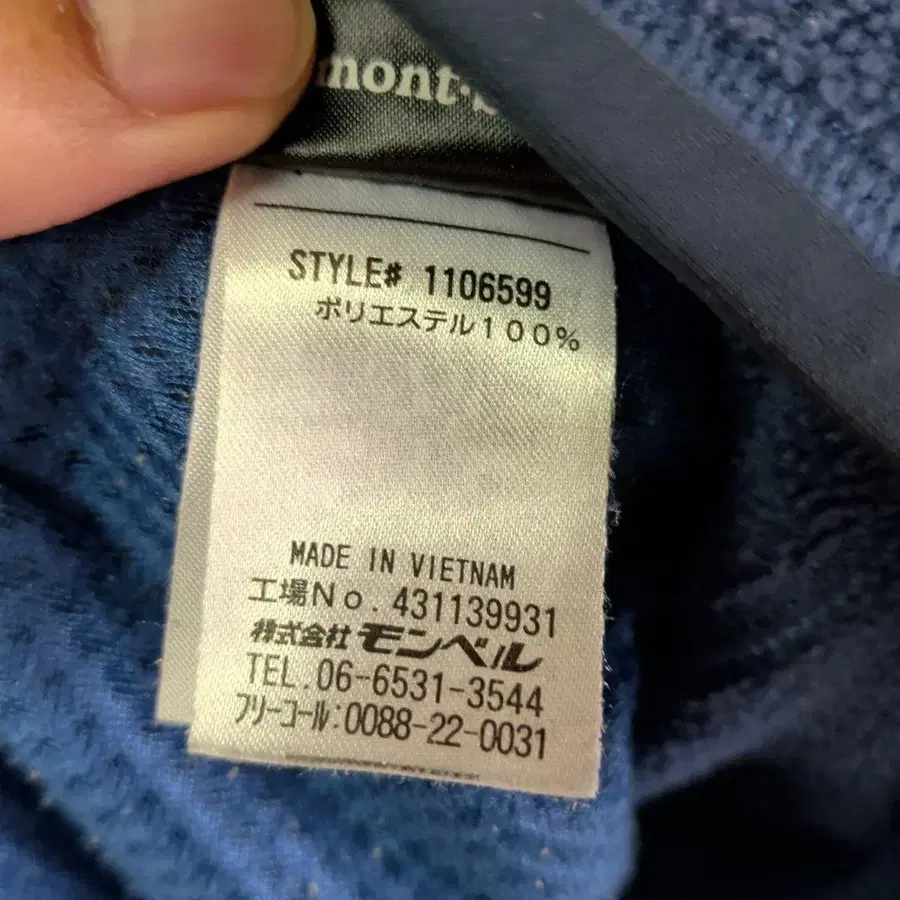 mont-
STYLE# 1106599
ポリエステル100%
MADE IN VIETNAM
工場No.431139931
株式会社モンベル
TEL.06-6531-3544
フリーコール:0088-22-0031